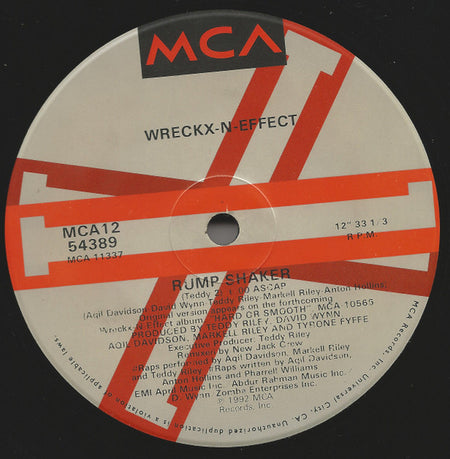 MCA
WRECKX-N-EFFECT
MCA12
54389
MCA 11337
12" 33 1/3
R.P.M.
RUMP SHAKER
(Teddy 2) ASCAP
(Aqil Davidson David Wynn Teddy Riley Markell Riley Anton Hollins)
Original version appears on the forthcoming
Wreckx-N-Effect album "HARD OR SMOOTH" MCA 10566
PRODUCED BY TEDDY RILEY, DAVID WYNN,
AQIL DAVIDSON, MARKELL RILEY AND TYRONE FYFFE
Executive Producer: Teddy Riley
Remixers by New Jack Crew
#Raps performed by Aqil Davidson, Markell Riley
and Teddy Riley #Raps written by Aqil Davidson,
Anton Hollins and Pharrell Williams
EMI April Music Inc./ Abdur Rahman Music Inc./
D. Wynn/ Zomba Enterprises Inc.
℗ 1992 MCA
Records, Inc.
MCA Records, Inc. Universal City, CA. Unauthorized duplication is a violation of applicable laws.